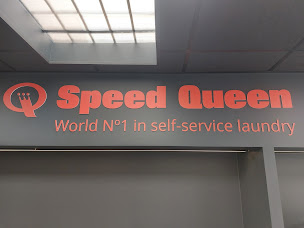 Speed Queen
World N°1 in self-service laundry